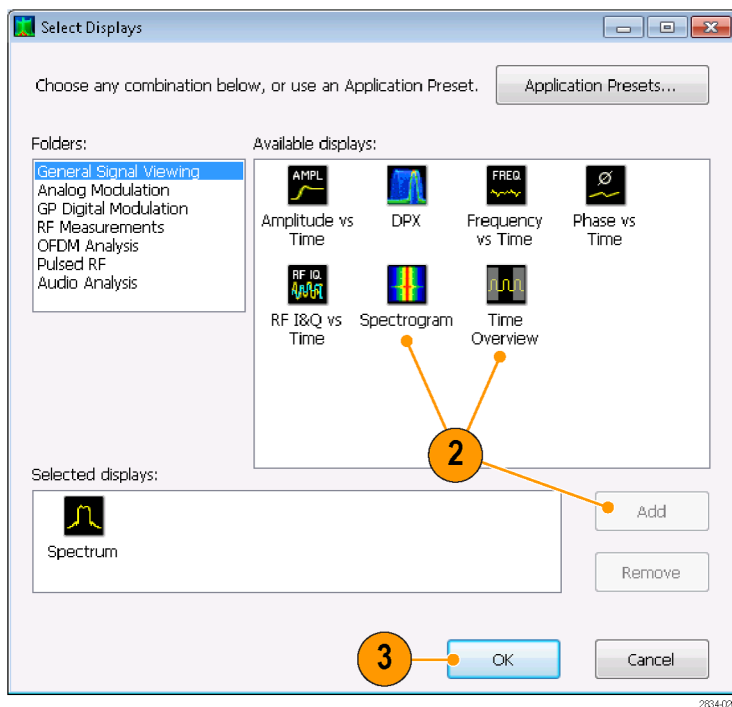 Select Displays
Choose any combination below, or use an Application Preset.
Application Presets...
Folders:
General Signal Viewing
Analog Modulation
GP Digital Modulation
RF Measurements
OFDM Analysis
Pulsed RF
Audio Analysis
Available displays:
AMPL
Amplitude vs
Time
DPX
FREQ
Frequency
vs Time
Ø
Phase vs
Time
RF IQ
RF I&Q vs
Time
Spectrogram
Time
Overview
2
Selected displays:
Spectrum
Add
Remove
3
OK
Cancel